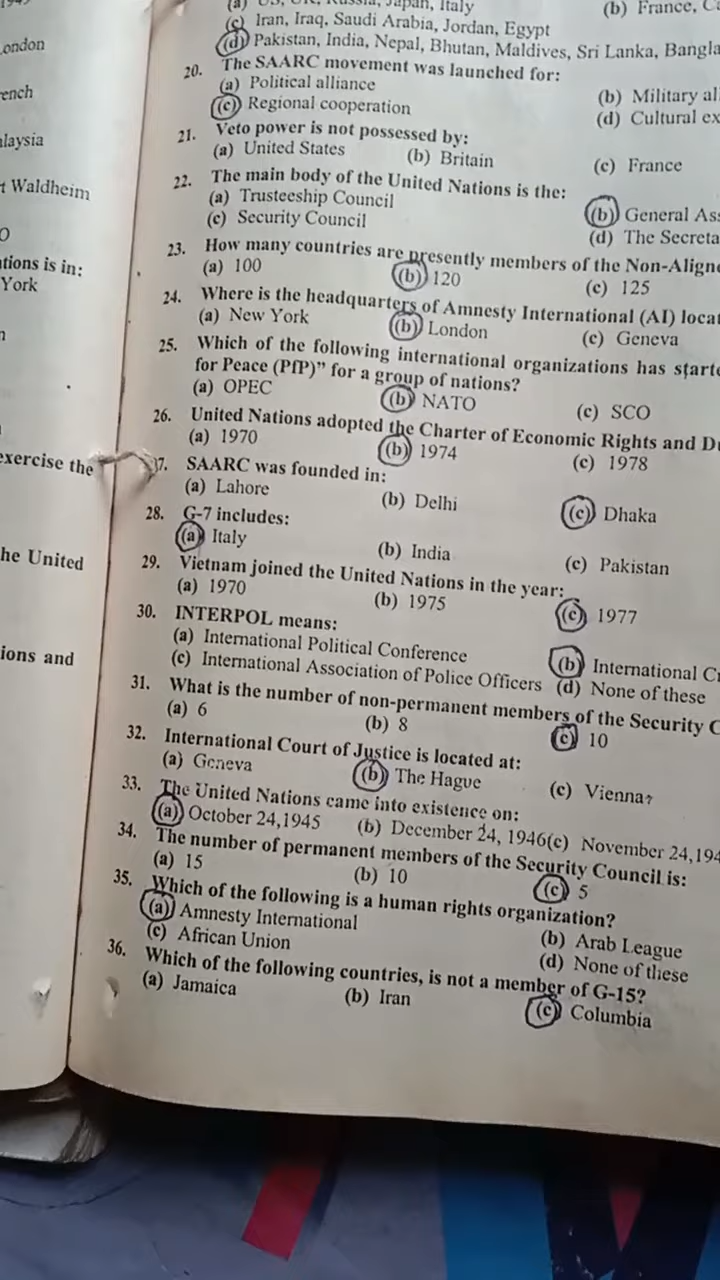 London
ench
alaysia
t Waldheim
O
tions is in:
York
exercise the
he United
ions and
Japan, Italy
(b) France,
(c) Iran, Iraq, Saudi Arabia, Jordan, Egypt
(d) Pakistan, India, Nepal, Bhutan, Maldives, Sri Lanka, Bangla
20. The SAARC movement was launched for:
(a) Political alliance
(b) Military al
(c) Regional cooperation
(d) Cultural ex
21. Veto power is not possessed by:
(a) United States (b) Britain (c) France
22. The main body of the United Nations is the:
(a) Trusteeship Council (b) General Ass
(c) Security Council (d) The Secreta
23. How many countries are presently members of the Non-Aligne
(a) 100 (b) 120 (c) 125
24. Where is the headquarters of Amnesty International (AI) locat
(a) New York (b) London (c) Geneva
25. Which of the following international organizations has starte
for Peace (PfP)” for a group of nations?
(a) OPEC (b) NATO (c) SCO
26. United Nations adopted the Charter of Economic Rights and Du
(a) 1970 (b) 1974 (c) 1978
37. SAARC was founded in:
(a) Lahore (b) Delhi (c) Dhaka
28. G-7 includes:
(a) Italy (b) India (c) Pakistan
29. Vietnam joined the United Nations in the year:
(a) 1970 (b) 1975 (c) 1977
30. INTERPOL means:
(a) International Political Conference (b) International Cr
(c) International Association of Police Officers (d) None of these
31. What is the number of non-permanent members of the Security C
(a) 6 (b) 8 (c) 10
32. International Court of Justice is located at:
(a) Geneva (b) The Hague (c) Vienna
33. The United Nations came into existence on:
(a) October 24,1945 (b) December 24, 1946(c) November 24,194
34. The number of permanent members of the Security Council is:
(a) 15 (b) 10 (c) 5
35. Which of the following is a human rights organization?
(a) Amnesty International (b) Arab League
(c) African Union (d) None of these
36. Which of the following countries, is not a member of G-15?
(a) Jamaica (b) Iran (c) Columbia